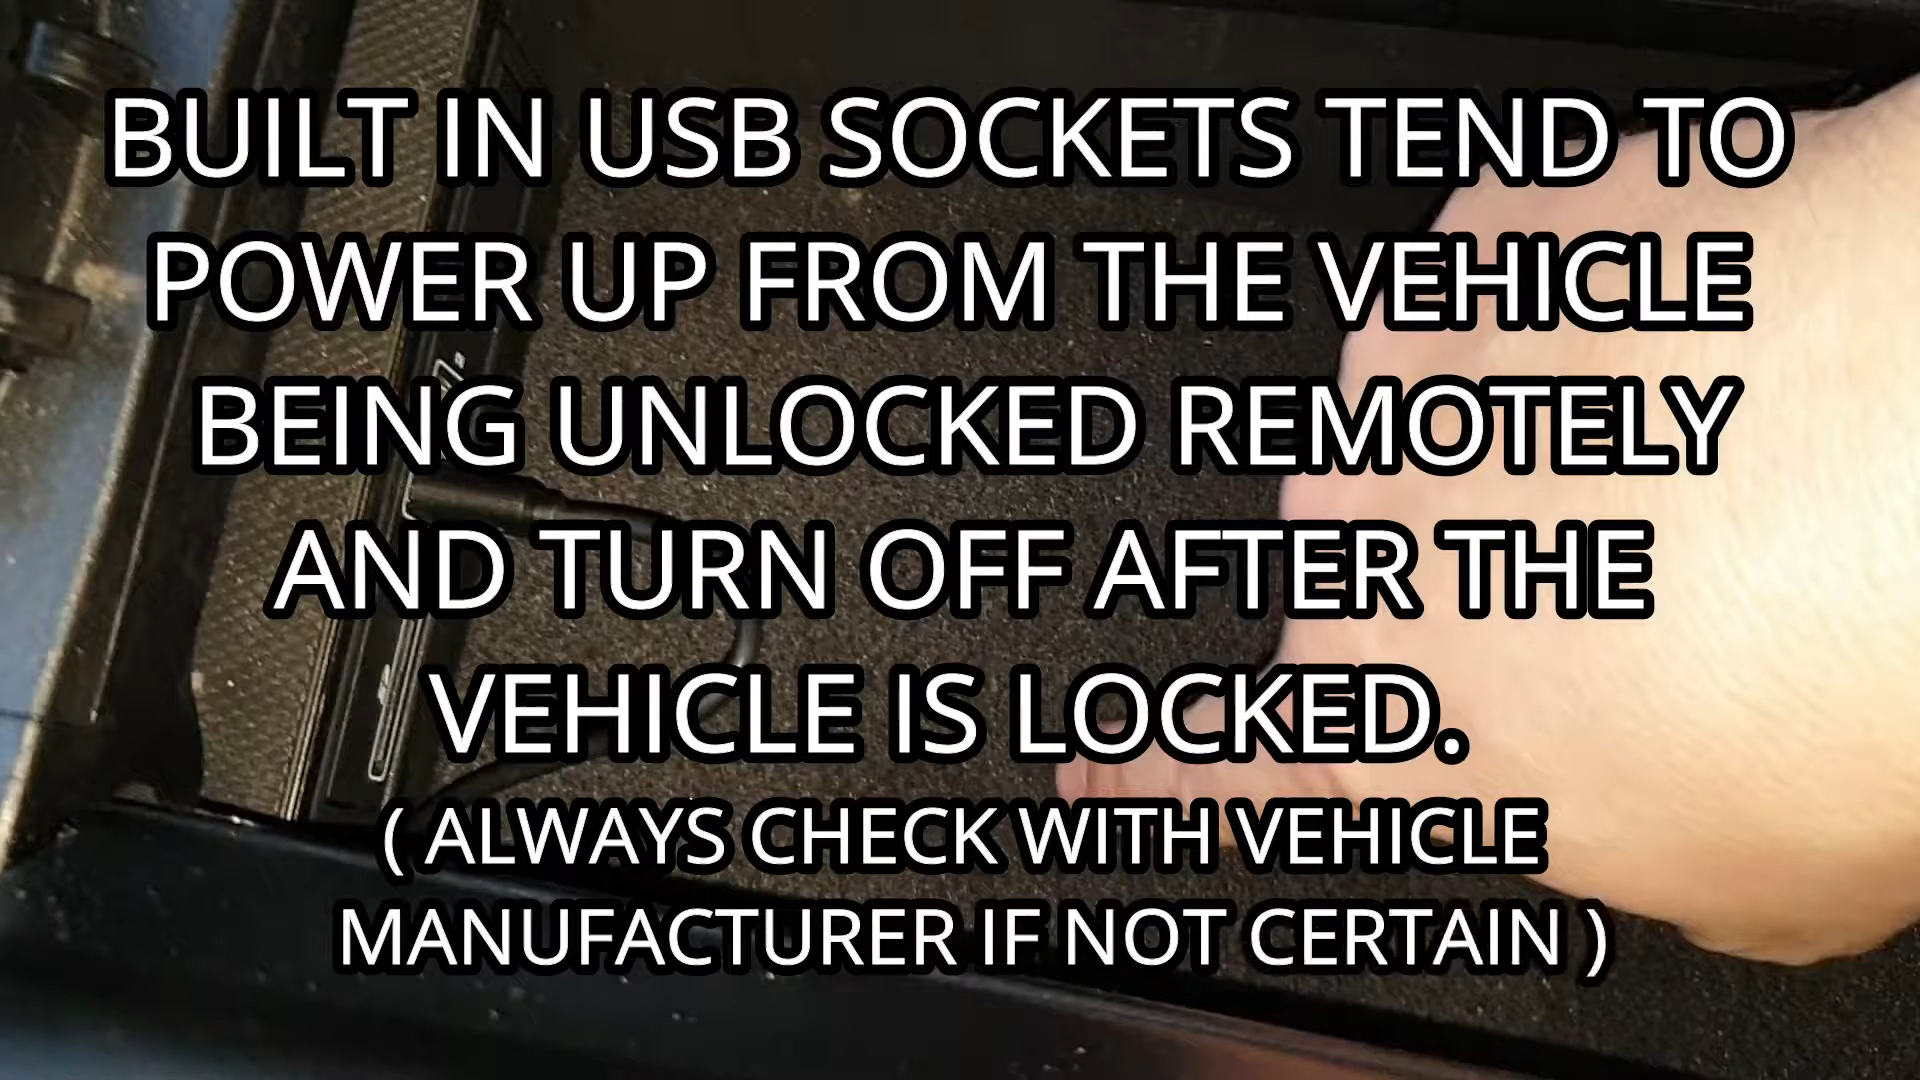 BUILT IN USB SOCKETS TEND TO
POWER UP FROM THE VEHICLE
BEING UNLOCKED REMOTELY
AND TURN OFF AFTER THE
VEHICLE IS LOCKED.
( ALWAYS CHECK WITH VEHICLE
MANUFACTURER IF NOT CERTAIN )